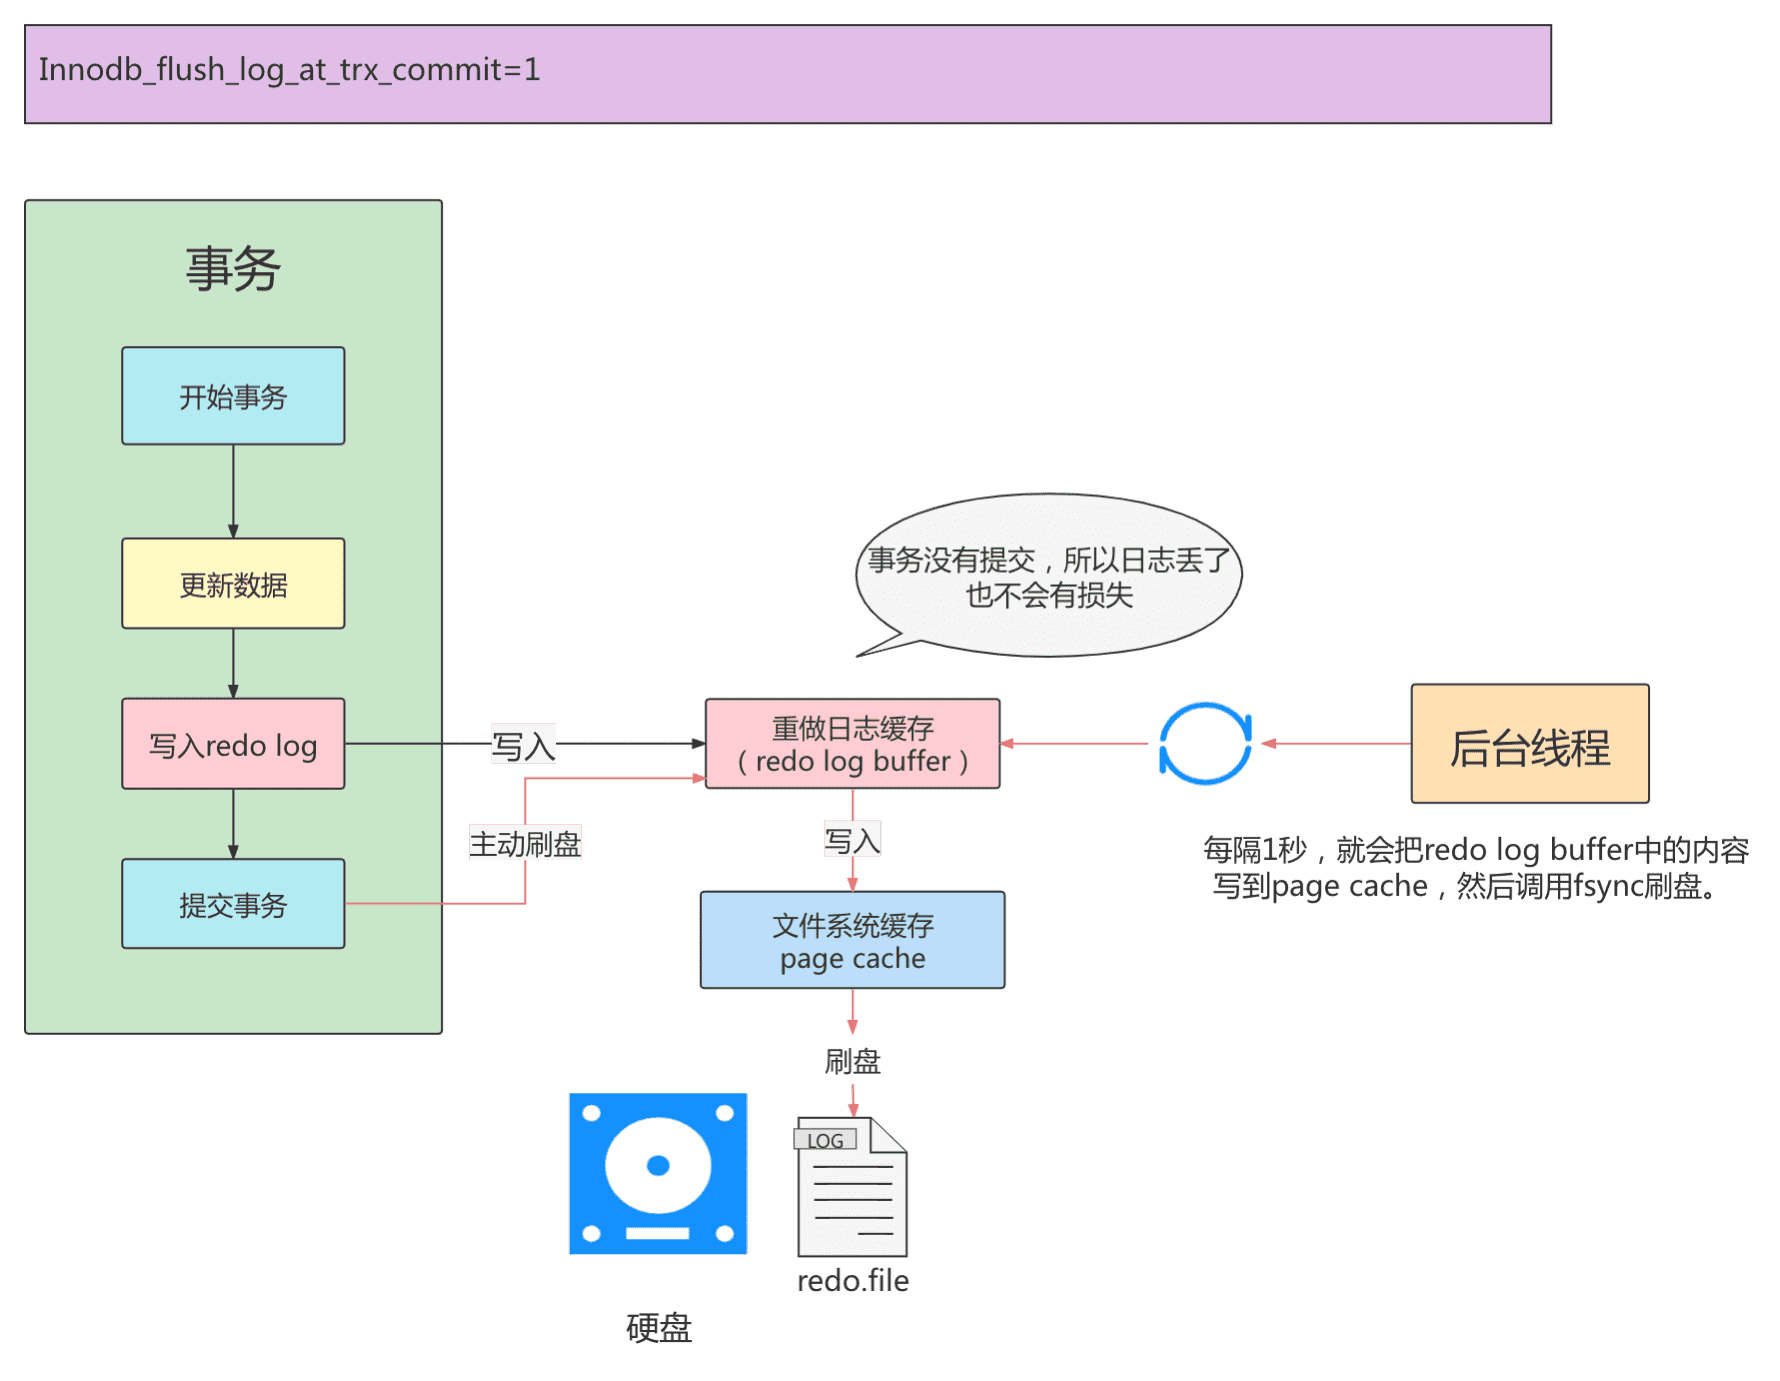 Innodb_flush_log_at_trx_commit=1
事务
开始事务
更新数据
写入redo log
提交事务
写入
主动刷盘
事务没有提交，所以日志丢了
也不会有损失
重做日志缓存
（redo log buffer）
写入
文件系统缓存
page cache
刷盘
LOG
redo.file
硬盘
后台线程
每隔1秒，就会把redo log buffer中的内容
写到page cache，然后调用fsync刷盘。